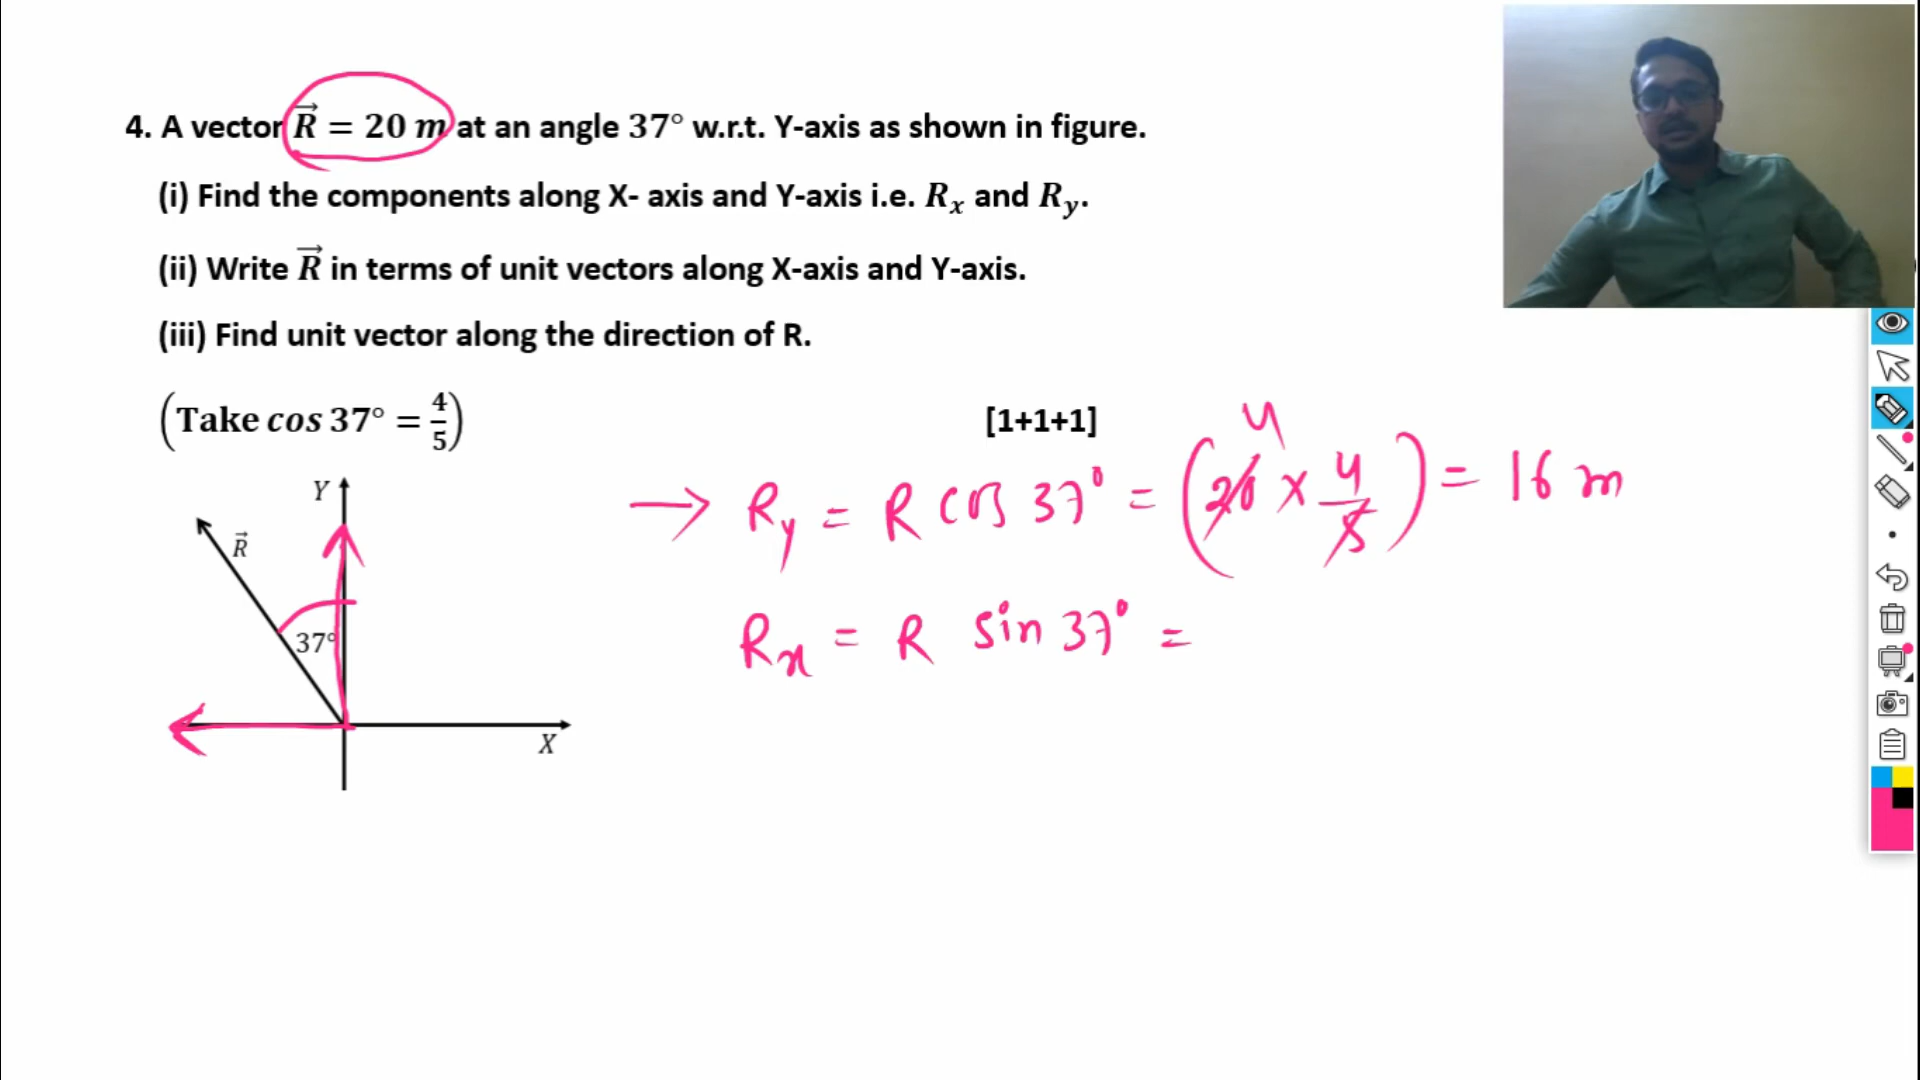 4. A vector R⃗ = 20 m at an angle 37° w.r.t. Y-axis as shown in figure.
(i) Find the components along X- axis and Y-axis i.e. Rₓ and Rᵧ.
(ii) Write R⃗ in terms of unit vectors along X-axis and Y-axis.
(iii) Find unit vector along the direction of R.
(Take cos 37° = 4/5)
[1+1+1]
Y
R⃗
37°
X
4
→ Rᵧ = R cos 37° = (20 × 4/5) = 16 m
Rₓ = R sin 37° =